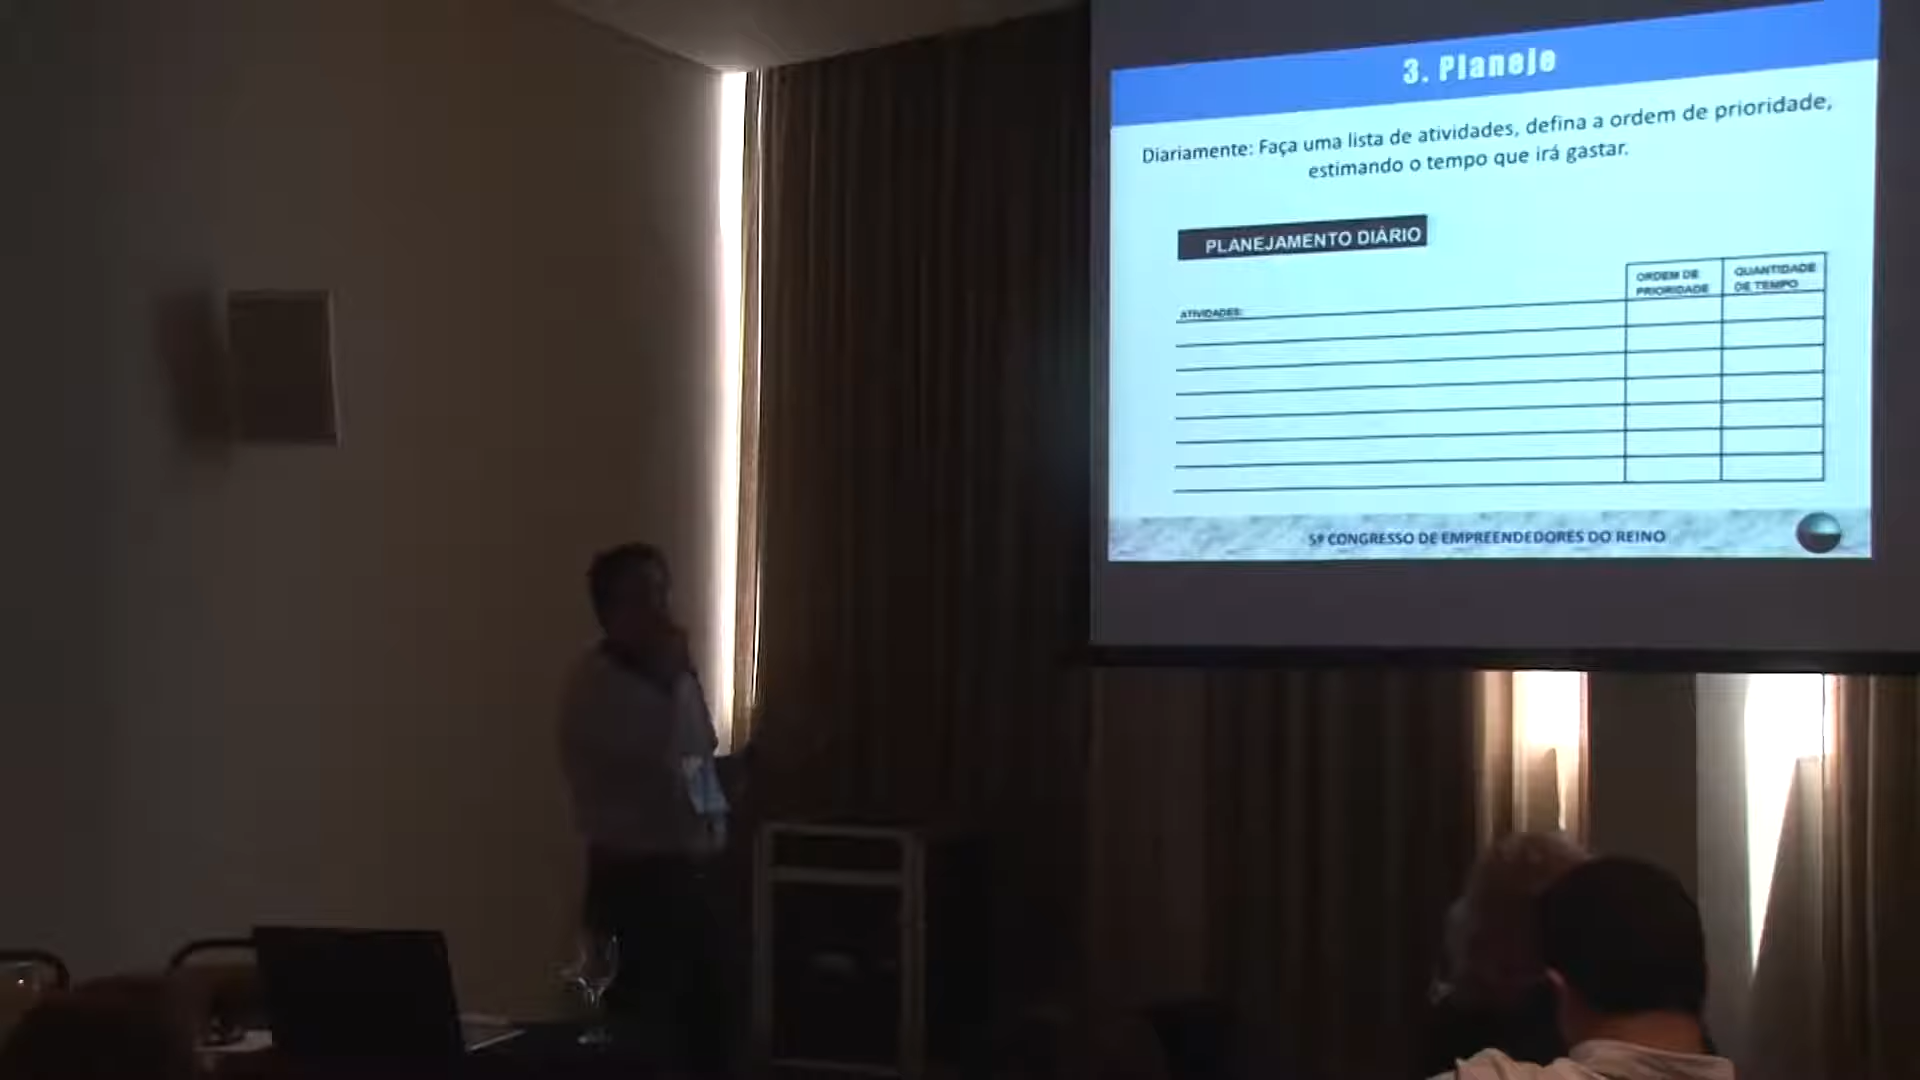 3. Planeje
Diariamente: Faça uma lista de atividades, defina a ordem de prioridade,
estimando o tempo que irá gastar.
PLANEJAMENTO DIÁRIO
ORDEM DE
PRIORIDADE
QUANTIDADE
DE TEMPO
ATIVIDADES:
5º CONGRESSO DE EMPREENDEDORES DO REINO